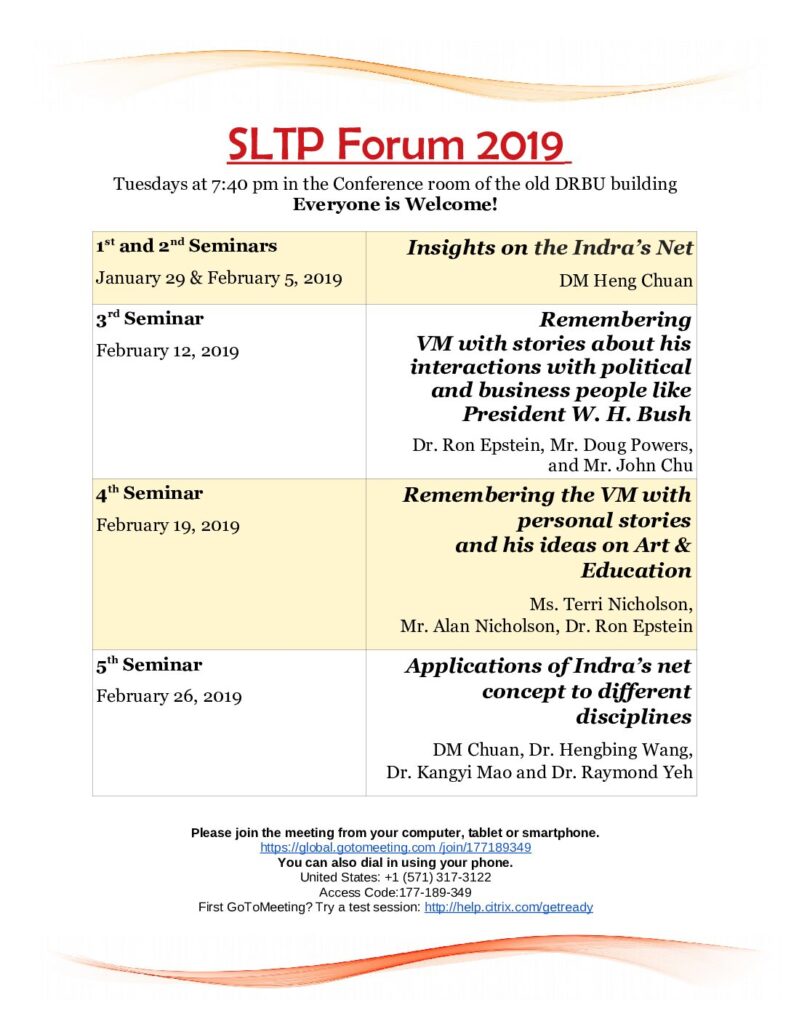 SLTP Forum 2019
Tuesdays at 7:40 pm in the Conference room of the old DRBU building
Everyone is Welcome!
1st and 2nd Seminars
January 29 & February 5, 2019
Insights on the Indra's Net
DM Heng Chuan
3rd Seminar
February 12, 2019
Remembering
VM with stories about his
interactions with political
and business people like
President W. H. Bush
Dr. Ron Epstein, Mr. Doug Powers,
and Mr. John Chu
4th Seminar
February 19, 2019
Remembering the VM with
personal stories
and his ideas on Art &
Education
Ms. Terri Nicholson,
Mr. Alan Nicholson, Dr. Ron Epstein
5th Seminar
February 26, 2019
Applications of Indra's net
concept to different
disciplines
DM Chuan, Dr. Hengbing Wang,
Dr. Kangyi Mao and Dr. Raymond Yeh
Please join the meeting from your computer, tablet or smartphone.
https://global.gotomeeting.com /join/177189349
You can also dial in using your phone.
United States: +1 (571) 317-3122
Access Code:177-189-349
First GoToMeeting? Try a test session: http://help.citrix.com/getready